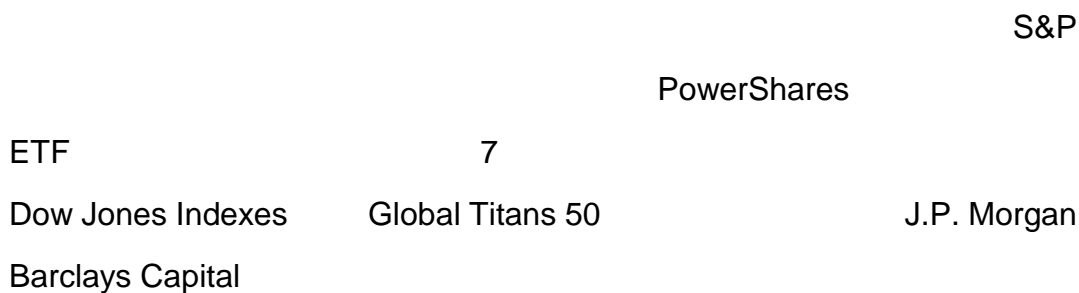 S&P
PowerShares
ETF 7
Dow Jones Indexes Global Titans 50 J.P. Morgan
Barclays Capital